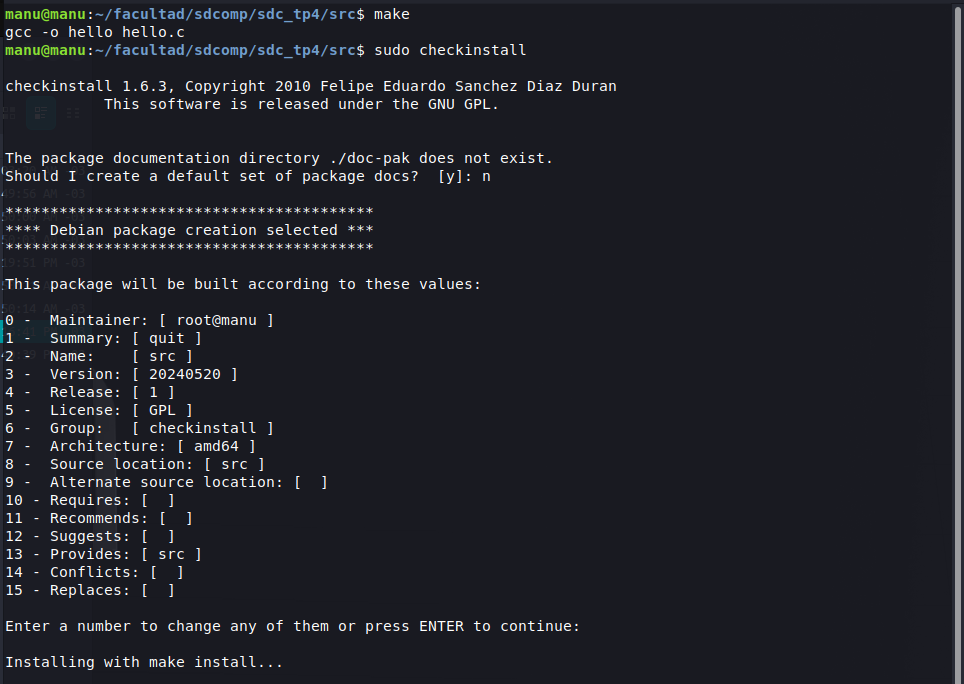 manu@manu:~/facultad/sdcomp/sdc_tp4/src$ make
gcc -o hello hello.c
manu@manu:~/facultad/sdcomp/sdc_tp4/src$ sudo checkinstall
checkinstall 1.6.3, Copyright 2010 Felipe Eduardo Sanchez Diaz Duran
This software is released under the GNU GPL.
The package documentation directory ./doc-pak does not exist.
Should I create a default set of package docs?  [y]: n
*****************************************
**** Debian package creation selected ***
*****************************************
This package will be built according to these values:
0 -  Maintainer: [ root@manu ]
1 -  Summary: [ quit ]
2 -  Name:    [ src ]
3 -  Version: [ 20240520 ]
4 -  Release: [ 1 ]
5 -  License: [ GPL ]
6 -  Group:   [ checkinstall ]
7 -  Architecture: [ amd64 ]
8 -  Source location: [ src ]
9 -  Alternate source location: [  ]
10 - Requires: [  ]
11 - Recommends: [  ]
12 - Suggests: [  ]
13 - Provides: [ src ]
14 - Conflicts: [  ]
15 - Replaces: [  ]
Enter a number to change any of them or press ENTER to continue:
Installing with make install...